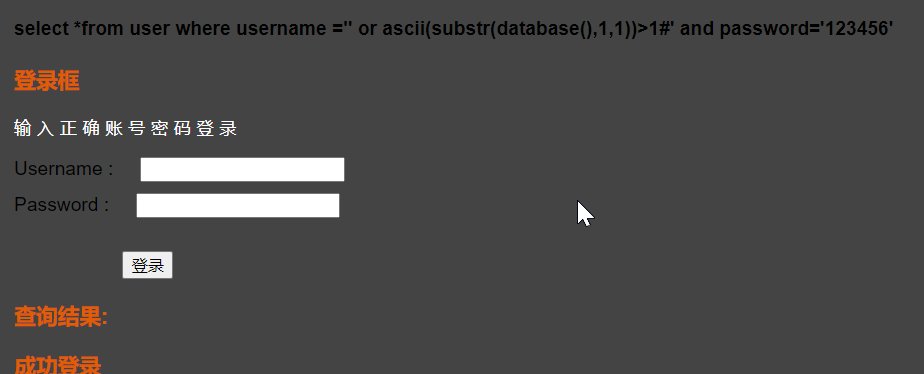 select *from user where username ='' or ascii(substr(database(),1,1))>1#' and password='123456'
登录框
输入正确账号密码登录
Username :
Password :
登录
查询结果:
成功登录